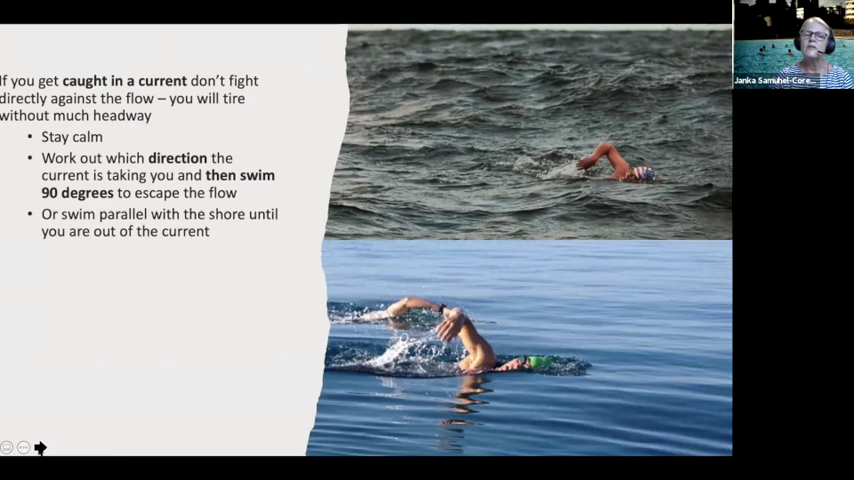 If you get caught in a current don't fight
directly against the flow – you will tire
without much headway
• Stay calm
• Work out which direction the
current is taking you and then swim
90 degrees to escape the flow
• Or swim parallel with the shore until
you are out of the current
Janka Samuhel-Core...